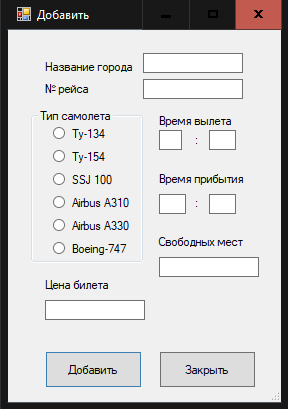 Добавить
Название города
№ рейса
Тип самолета
Ту-134
Ту-154
SSJ 100
Airbus A310
Airbus A330
Boeing-747
Время вылета
:
Время прибытия
:
Свободных мест
Цена билета
Добавить
Закрыть